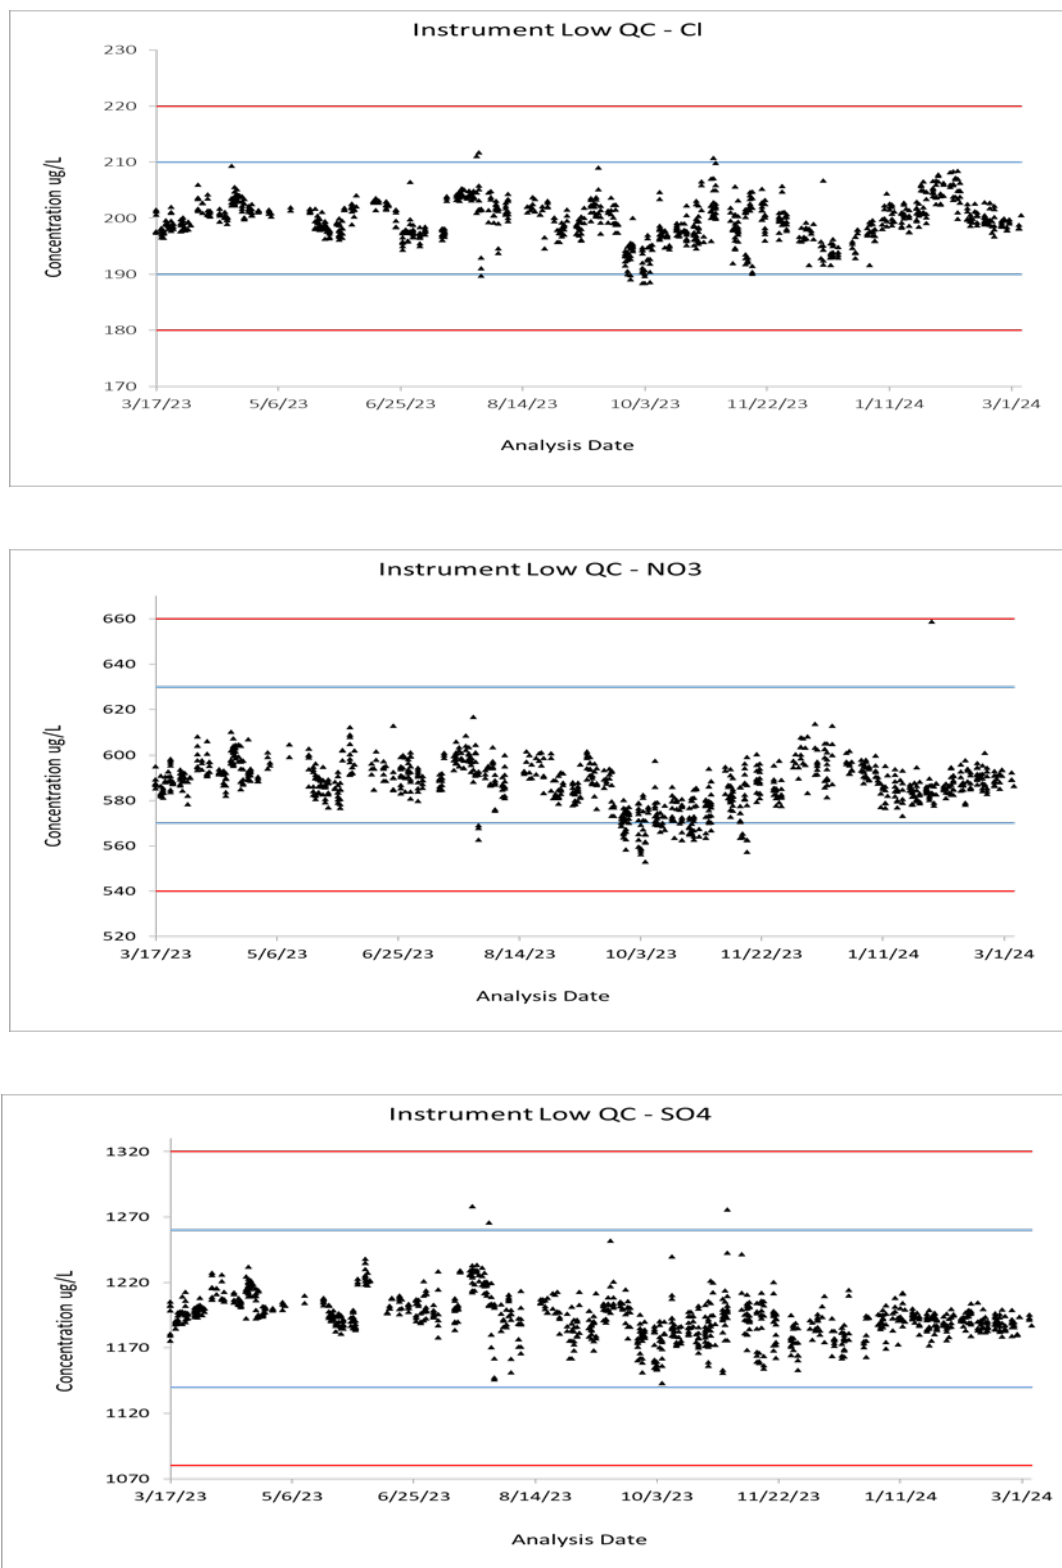 Instrument Low QC - Cl
230
220
210
200
190
180
170
Concentration ug/L
3/17/23 5/6/23 6/25/23 8/14/23 10/3/23 11/22/23 1/11/24 3/1/24
Analysis Date
Instrument Low QC - NO3
660
640
620
600
580
560
540
520
Concentration ug/L
3/17/23 5/6/23 6/25/23 8/14/23 10/3/23 11/22/23 1/11/24 3/1/24
Analysis Date
Instrument Low QC - SO4
1320
1270
1220
1170
1120
1070
Concentration ug/L
3/17/23 5/6/23 6/25/23 8/14/23 10/3/23 11/22/23 1/11/24 3/1/24
Analysis Date